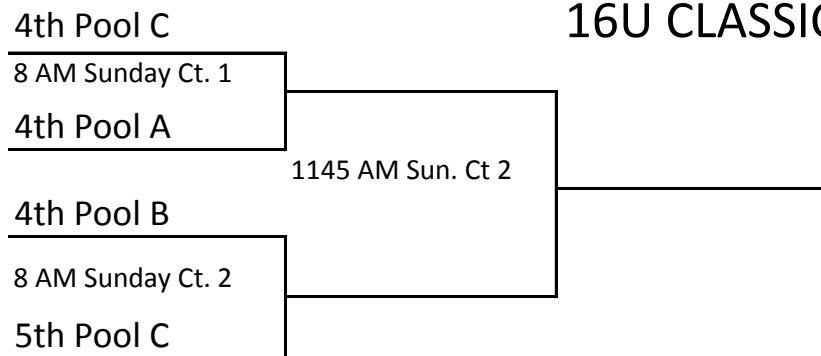 16U CLASSIC
4th Pool C
8 AM Sunday Ct. 1
4th Pool A
1145 AM Sun. Ct 2
4th Pool B
8 AM Sunday Ct. 2
5th Pool C